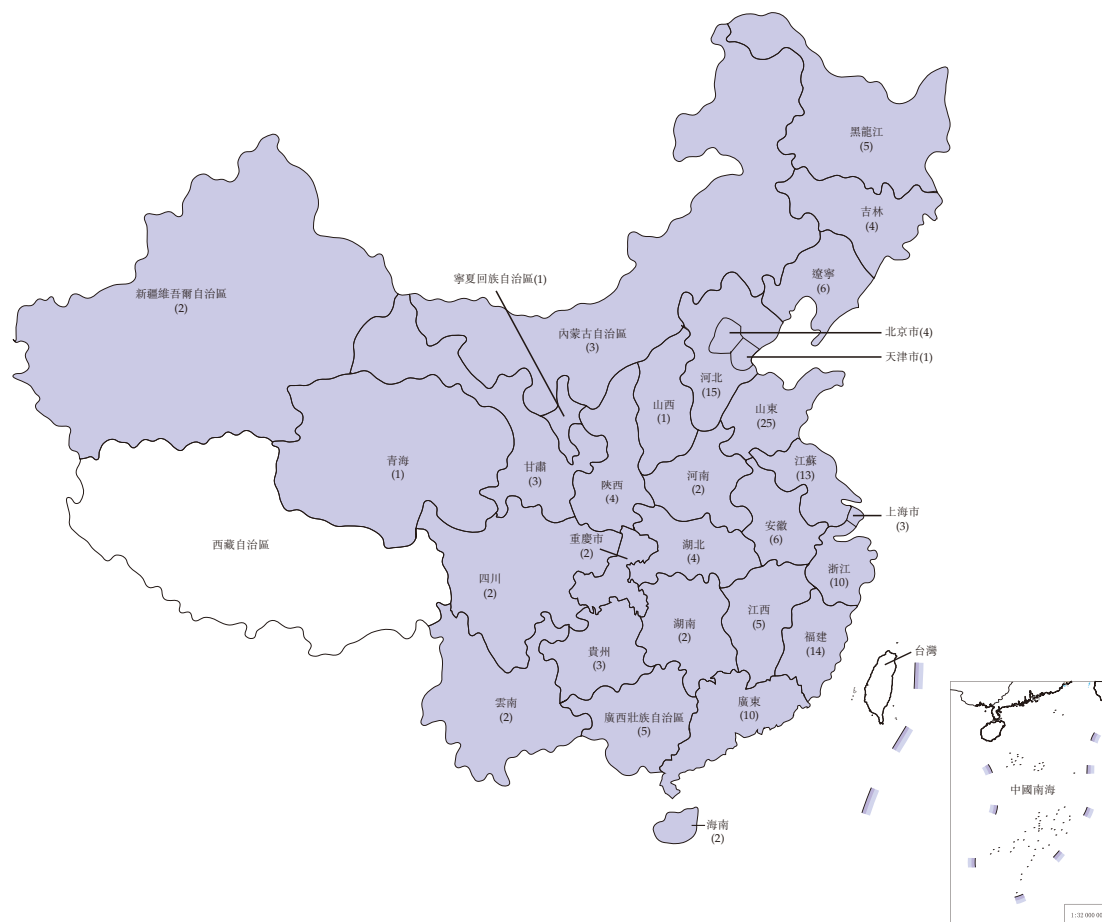 黑龍江
(5)
吉林
(4)
遼寧
(6)
寧夏回族自治區(1)
新疆維吾爾自治區
(2)
內蒙古自治區
(3)
北京市(4)
天津市(1)
河北
(15)
山西
(1)
山東
(25)
青海
(1)
甘肅
(3)
陝西
(4)
河南
(2)
江蘇
(13)
上海市
(3)
安徽
(6)
西藏自治區
重慶市
(2)
湖北
(4)
四川
(2)
浙江
(10)
湖南
(2)
江西
(5)
福建
(14)
貴州
(3)
台灣
雲南
(2)
廣西壯族自治區
(5)
廣東
(10)
海南
(2)
中國南海